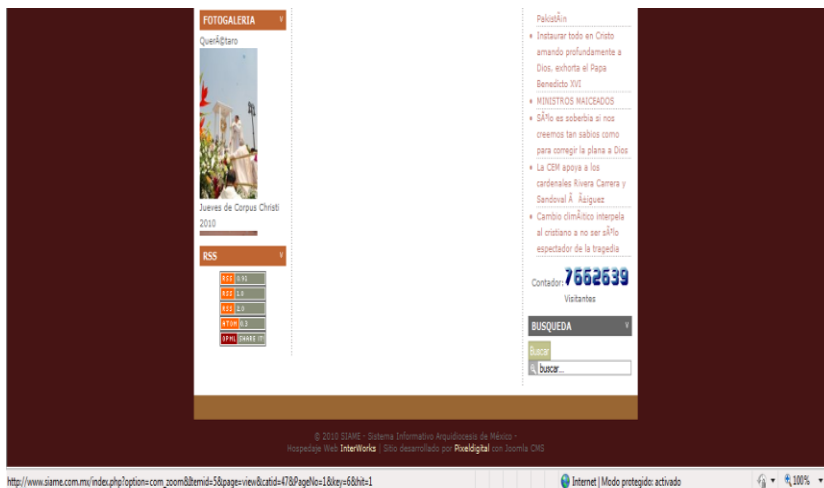 FOTOGALERIA V
QuerÃ©taro
Jueves de Corpus Christi
2010
RSS V
RSS 0.91
RSS 1.0
RSS 2.0
ATOM 0.3
OPML SHARE IT!
PakistÃ­n
Instaurar todo en Cristo
amando profundamente a
Dios, exhorta el Papa
Benedicto XVI
MINISTROS MAICEADOS
SÃ³lo es soberbia si nos
creemos tan sabios como
para corregir la plana a Dios
La CEM apoya a los
cardenales Rivera Carrera y
Sandoval Ã Ãñiguez
Cambio climÃ¡tico interpela
al cristiano a no ser sÃ³lo
espectador de la tragedia
Contador: 7662639
Visitantes
BUSQUEDA V
Buscar
buscar...
© 2010 SIAME - Sistema Informativo Arquidiocesis de México -
Hospedaje Web InterWorks | Sitio desarrollado por Pixeldigital con Joomla CMS
http://www.siame.com.mx/index.php?option=com_zoom&Itemid=5&page=view&catid=47&PageNo=1&key=6&hit=1
Internet | Modo protegido: activado
100%